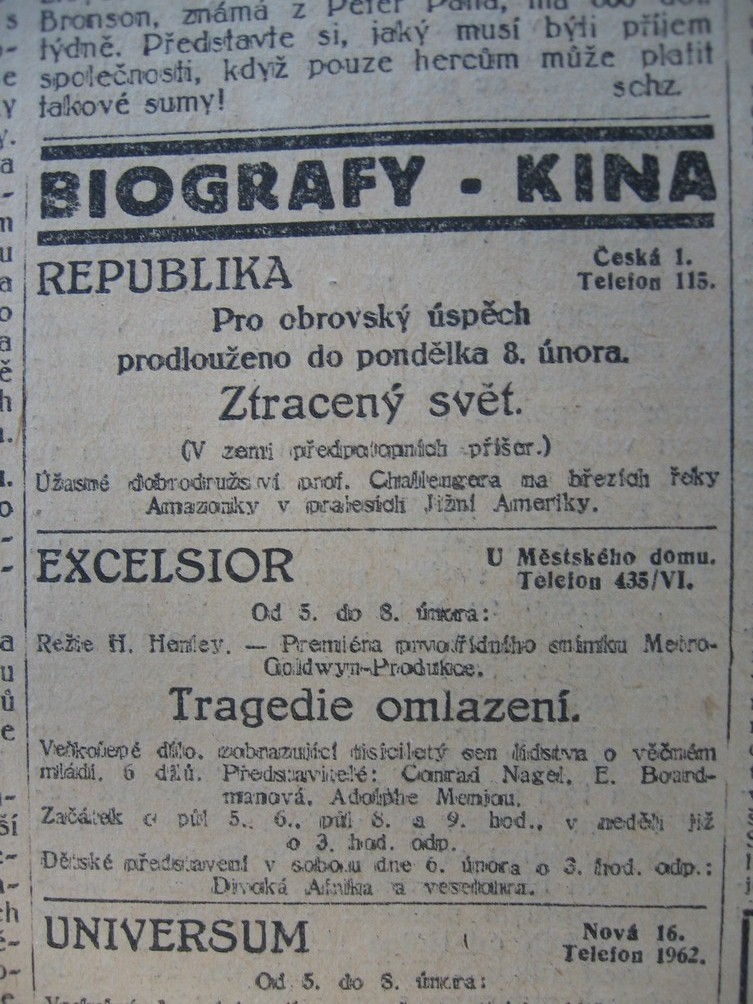 Bronson, známá z Peter Pana, má 600 dol.
týdně. Představte si, jaký musí býti příjem
společnosti, když pouze hercům může platit
takové sumy! schz.
BIOGRAFY - KINA
REPUBLIKA Česká 1.
Telefon 115.
Pro obrovský úspěch
prodlouženo do pondělka 8. února.
Ztracený svět.
(V zemi předpotopních příšer.)
Úžasné dobrodružství prof. Challengera na březích řeky
Amazonky v pralesích Jižní Ameriky.
EXCELSIOR U Městského domu.
Telefon 435/VI.
Od 5. do 8. února:
Režie H. Henley. — Premiéra prvotřídního snímku Metro-
Goldwyn-Produkce.
Tragedie omlazení.
Velkolepé dílo, zobrazující tisíciletý sen lidstva o věčném
mládí. 6 dílů. Představitelé: Conrad Nagel, E. Board-
manová, Adolphe Menjou.
Začátek o půl 5., 6., půl 8. a 9. hod., v neděli již
o 3. hod. odp.
Dětské představení v sobotu dne 6. února o 3. hod. odp.:
Divoká Afrika a veselohra.
UNIVERSUM Nová 16.
Telefon 1962.
Od 5. do 8. února: